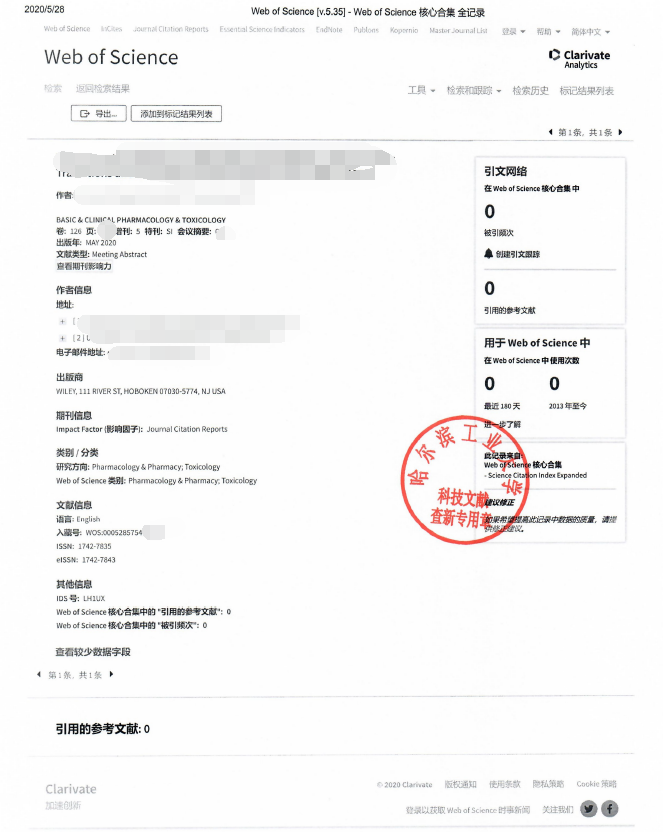 2020/5/28
Web of Science [v.5.35] - Web of Science 核心合集 全记录
Web of Science InCites Journal Citation Reports Essential Science Indicators EndNote Publons Kopernio Master Journal List 登录 帮助 简体中文
Web of Science
Clarivate
Analytics
检索 返回检索结果
工具 检索和跟踪 检索历史 标记结果列表
导出... 添加到标记结果列表
第1条, 共1条
作者:
BASIC & CLINICAL PHARMACOLOGY & TOXICOLOGY
卷: 126 页: 增刊: 5 特刊: SI 会议摘要:
出版年: MAY 2020
文献类型: Meeting Abstract
查看期刊影响力
作者信息
地址:
[
[2]
电子邮件地址:
出版商
WILEY, 111 RIVER ST, HOBOKEN 07030-5774, NJ USA
期刊信息
Impact Factor (影响因子): Journal Citation Reports
类别 / 分类
研究方向: Pharmacology & Pharmacy; Toxicology
Web of Science 类别: Pharmacology & Pharmacy; Toxicology
文献信息
语言: English
入藏号: WOS:0005285754
ISSN: 1742-7835
eISSN: 1742-7843
其他信息
IDS 号: LH1UX
Web of Science 核心合集中的 "引用的参考文献": 0
Web of Science 核心合集中的 "被引频次": 0
查看较少数据字段
第1条, 共1条
引文网络
在 Web of Science 核心合集中
0
被引频次
创建引文跟踪
0
引用的参考文献
用于 Web of Science 中
在 Web of Science 中使用次数
0 0
最近 180 天 2013 年至今
进一步了解
此记录来自:
Web of Science 核心合集
- Science Citation Index Expanded
建议修正
如果希望提高此记录中数据的质量，请提
供修正建议。
哈尔滨工业大学
科技文献
查新专用章
引用的参考文献: 0
Clarivate
加速创新
© 2020 Clarivate 版权通知 使用条款 隐私策略 Cookie 策略
登录以获取 Web of Science 时事新闻 关注我们